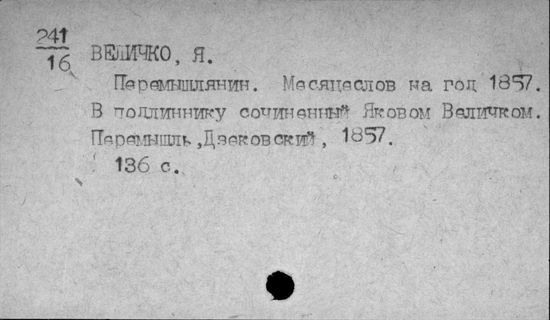 241
16
ВЕЛИЧКО, Я.
Перемышлянин. Месяцеслов на год 1857.
В подлиннику сочиненный Яковом Величком.
Перемышль,Дзековский, 1857.
136 с.